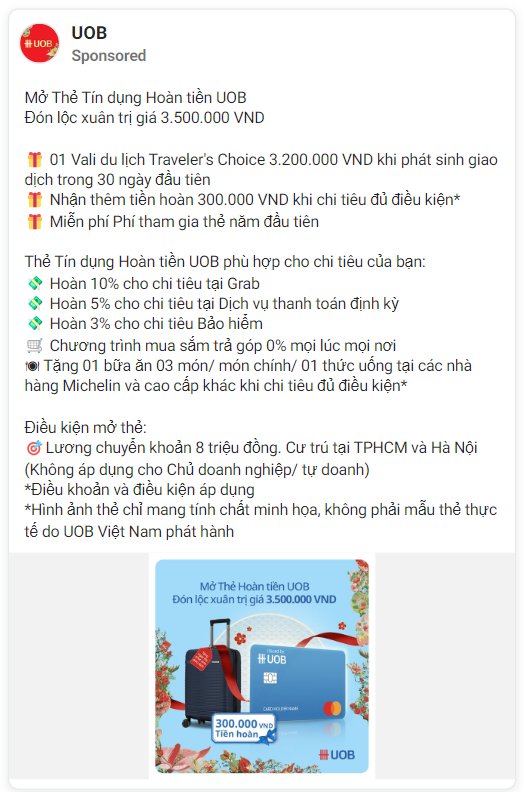 UOB
UOB
Sponsored
Mở Thẻ Tín dụng Hoàn tiền UOB
Đón lộc xuân trị giá 3.500.000 VND
🎁 01 Vali du lịch Traveler's Choice 3.200.000 VND khi phát sinh giao
dịch trong 30 ngày đầu tiên
🎁 Nhận thêm tiền hoàn 300.000 VND khi chi tiêu đủ điều kiện*
🎁 Miễn phí Phí tham gia thẻ năm đầu tiên
Thẻ Tín dụng Hoàn tiền UOB phù hợp cho chi tiêu của bạn:
💸 Hoàn 10% cho chi tiêu tại Grab
💸 Hoàn 5% cho chi tiêu tại Dịch vụ thanh toán định kỳ
💸 Hoàn 3% cho chi tiêu Bảo hiểm
🛒 Chương trình mua sắm trả góp 0% mọi lúc mọi nơi
🍽️ Tặng 01 bữa ăn 03 món/ món chính/ 01 thức uống tại các nhà
hàng Michelin và cao cấp khác khi chi tiêu đủ điều kiện*
Điều kiện mở thẻ:
🎯 Lương chuyển khoản 8 triệu đồng. Cư trú tại TPHCM và Hà Nội
(Không áp dụng cho Chủ doanh nghiệp/ tự doanh)
*Điều khoản và điều kiện áp dụng
*Hình ảnh thẻ chỉ mang tính chất minh họa, không phải mẫu thẻ thực
tế do UOB Việt Nam phát hành
Mở Thẻ Hoàn tiền UOB
Đón lộc xuân trị giá 3.500.000 VND
UOB
CARD HOLDER NAME
300.000 VND
Tiền hoàn
UOB